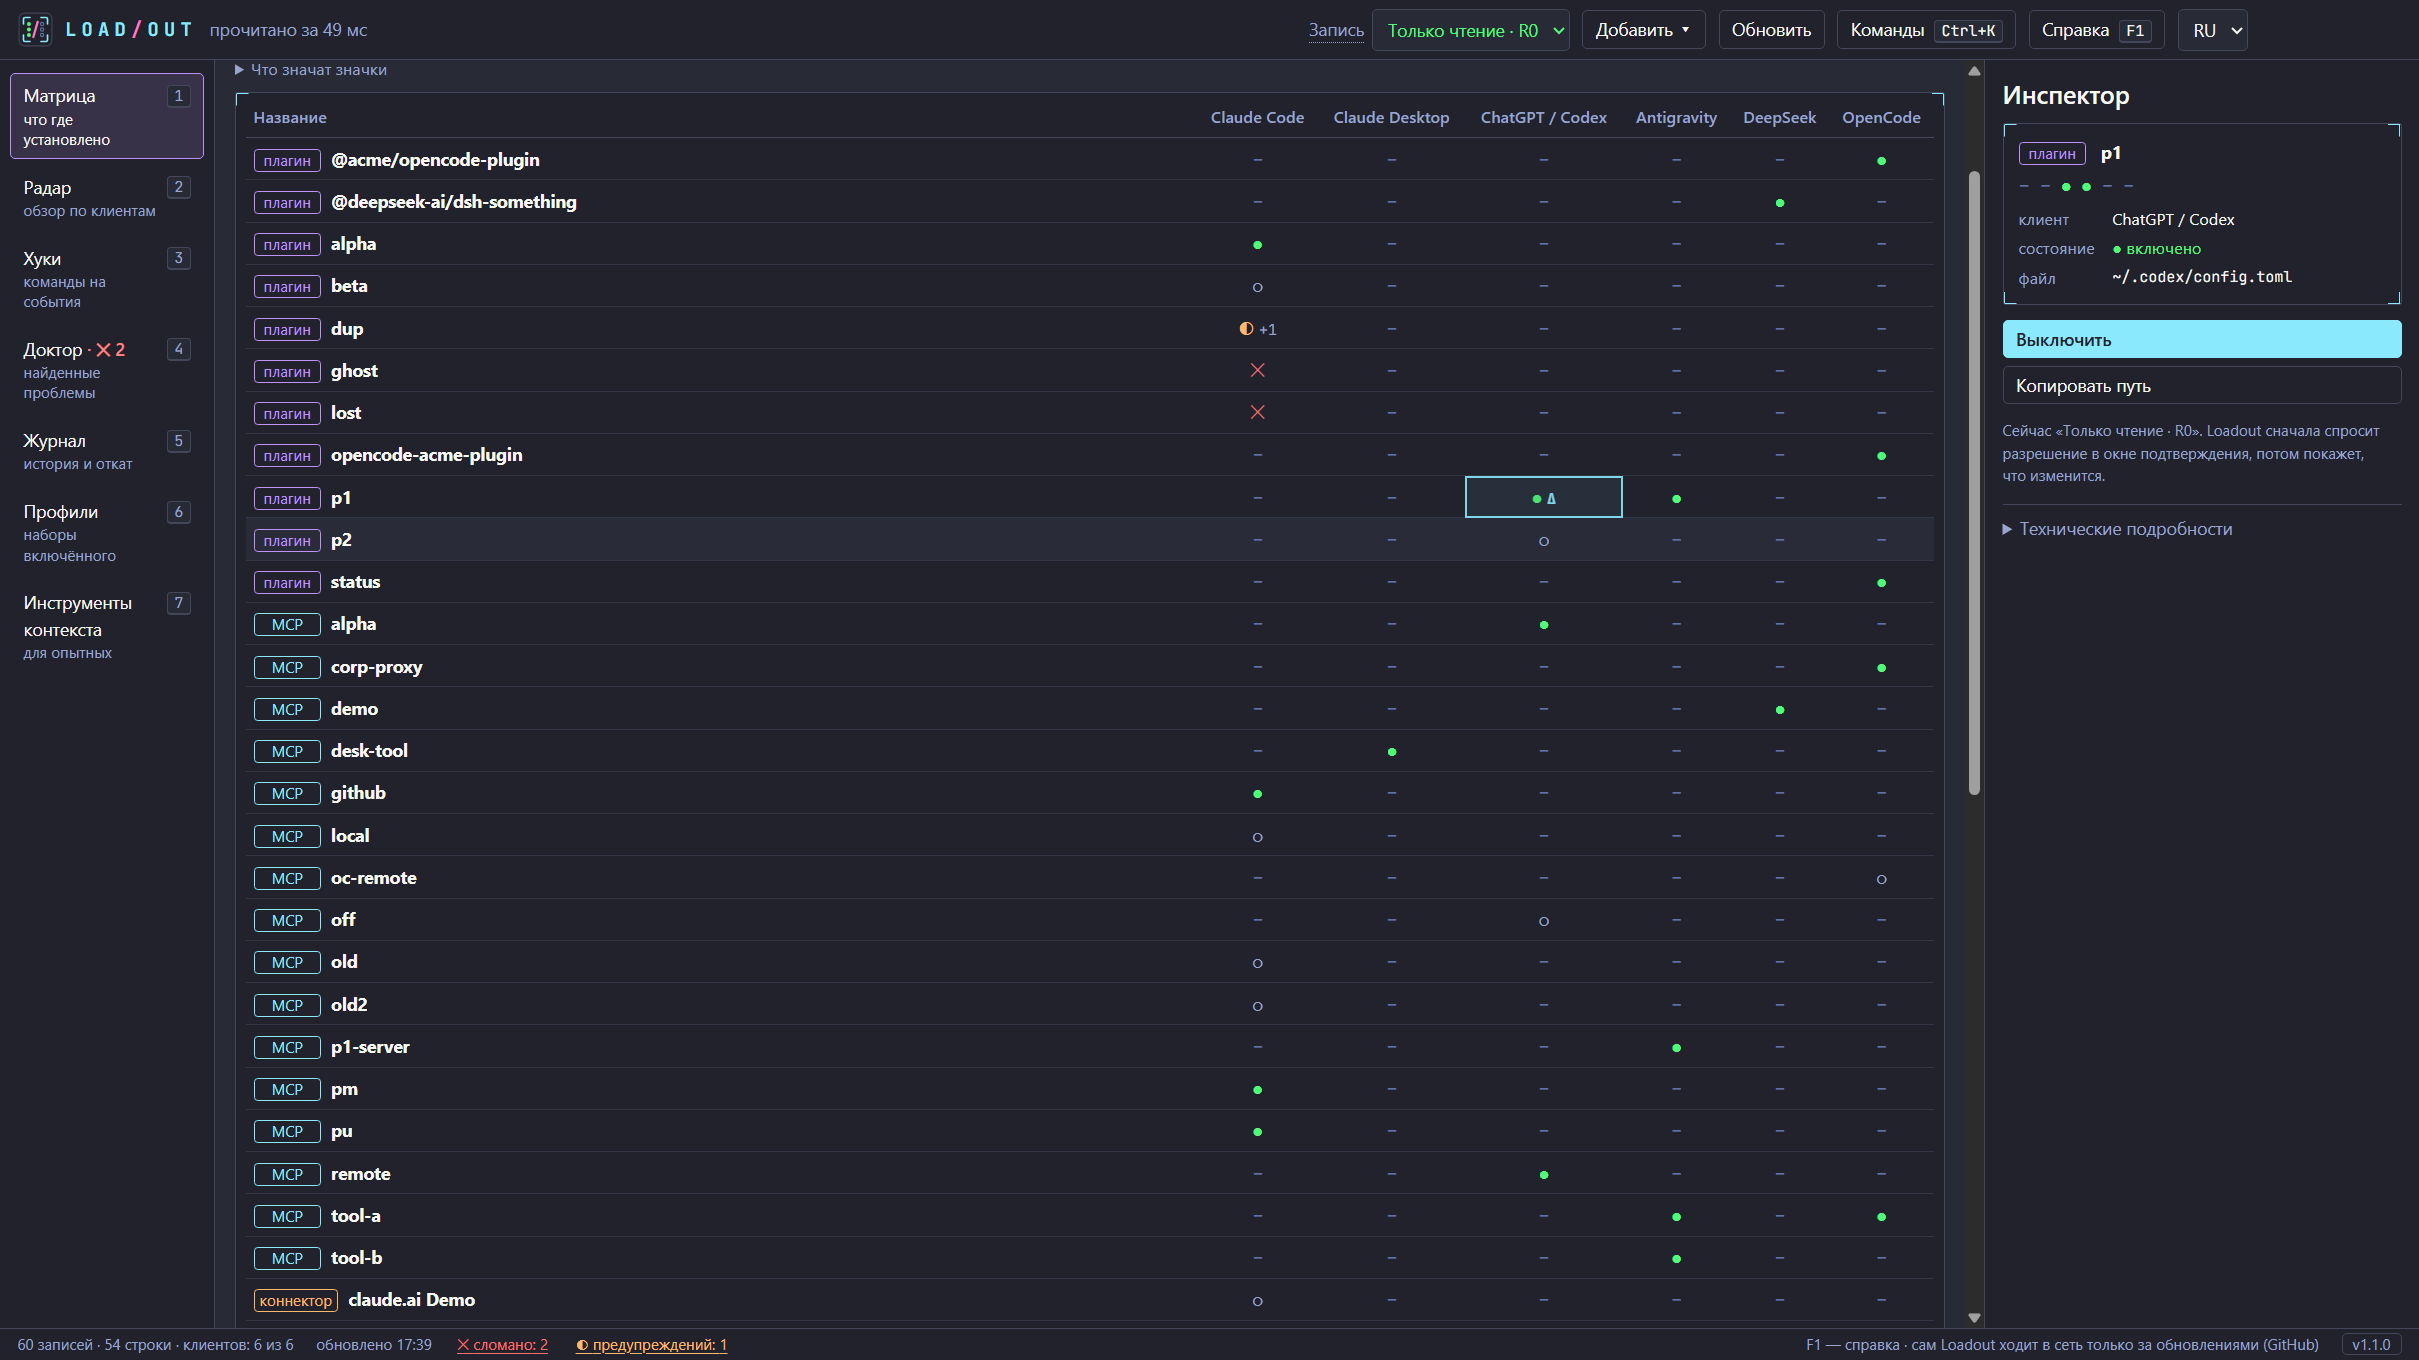 LOAD/OUT прочитано за 49 мс Запись Только чтение · R0 Добавить ▾ Обновить Команды Ctrl+K Справка F1 RU
Матрица 1
что где
установлено
Радар 2
обзор по клиентам
Хуки 3
команды на
события
Доктор · ✕ 2 4
найденные
проблемы
Журнал 5
история и откат
Профили 6
наборы
включённого
Инструменты 7
контекста
для опытных
▶ Что значат значки
Название Claude Code Claude Desktop ChatGPT / Codex Antigravity DeepSeek OpenCode
плагин @acme/opencode-plugin – – – – – ●
плагин @deepseek-ai/dsh-something – – – – ● –
плагин alpha ● – – – – –
плагин beta ○ – – – – –
плагин dup ◐ +1 – – – – –
плагин ghost ✕ – – – – –
плагин lost ✕ – – – – –
плагин opencode-acme-plugin – – – – – ●
плагин p1 – – ● Δ ● – –
плагин p2 – – ○ – – –
плагин status – – – – – ●
MCP alpha – – ● – – –
MCP corp-proxy – – – – – ●
MCP demo – – – – ● –
MCP desk-tool – ● – – – –
MCP github ● – – – – –
MCP local ○ – – – – –
MCP oc-remote – – – – – ○
MCP off – – ○ – – –
MCP old ○ – – – – –
MCP old2 ○ – – – – –
MCP p1-server – – – ● – –
MCP pm ● – – – – –
MCP pu ● – – – – –
MCP remote – – ● – – –
MCP tool-a – – – ● – ●
MCP tool-b – – – ● – –
коннектор claude.ai Demo ○ – – – – –
Инспектор
плагин p1
– – ● ● – –
клиент ChatGPT / Codex
состояние ● включено
файл ~/.codex/config.toml
Выключить
Копировать путь
Сейчас «Только чтение · R0». Loadout сначала спросит
разрешение в окне подтверждения, потом покажет,
что изменится.
▶ Технические подробности
60 записей · 54 строки · клиентов: 6 из 6 обновлено 17:39 ✕ сломано: 2 ◐ предупреждений: 1 F1 — справка · сам Loadout ходит в сеть только за обновлениями (GitHub) v1.1.0